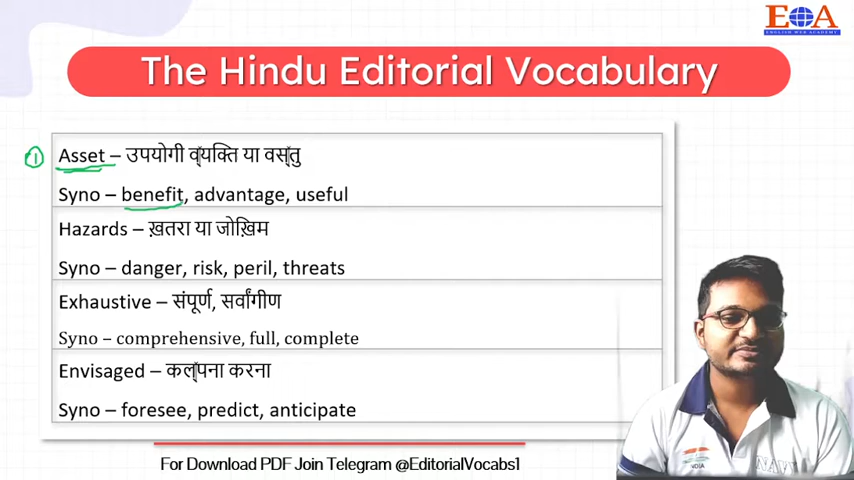 EOA
ENGLISH WEB ACADEMY
The Hindu Editorial Vocabulary
1 Asset – उपयोगी व्यक्ति या वस्तु
Syno – benefit, advantage, useful
Hazards – ख़तरा या जोख़िम
Syno – danger, risk, peril, threats
Exhaustive – संपूर्ण, सर्वांगीण
Syno – comprehensive, full, complete
Envisaged – कल्पना करना
Syno – foresee, predict, anticipate
INDIA
NAVY
For Download PDF Join Telegram @EditorialVocabs1